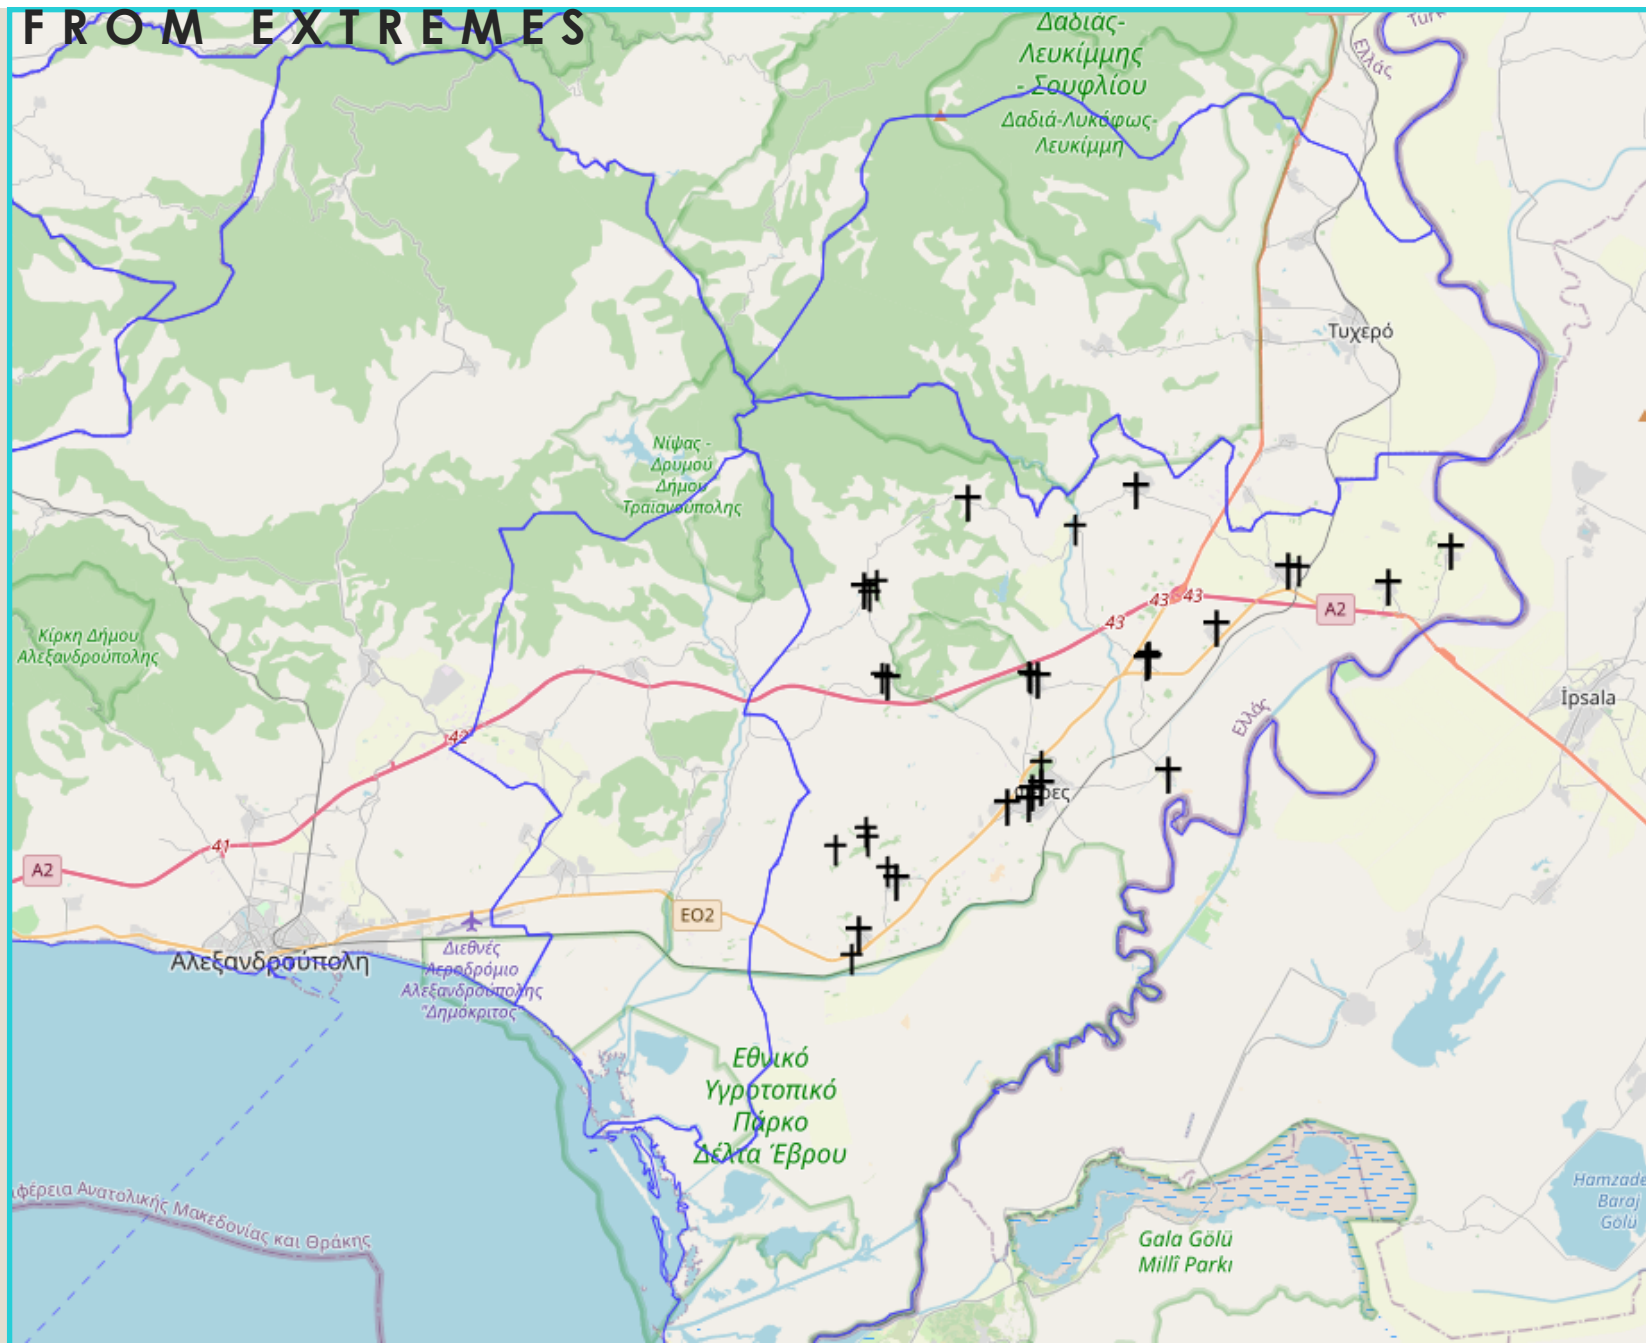 FROM EXTREMES
Δαδιάς-
Λευκίμμης
- Σουφλίου
Δαδιά-Λυκόφως-
Λευκίμμη
Ελλάς
Τυχερό
Νίψας -
Δρυμού
Δήμου
Τραϊανούπολης
Κίρκη Δήμου
Αλεξανδρούπολης
43
43
43
A2
İpsala
Ελλάς
42
41
A2
EO2
Αλεξανδρούπολη
Διεθνές
Αεροδρόμιο
Αλεξανδρούπολης
"Δημόκριτος"
Εθνικό
Υγροτοπικό
Πάρκο
Δέλτα Έβρου
Ανατολικής Μακεδονίας και Θράκης
Gala Gölü
Millî Parkı
Baraj
Gölü